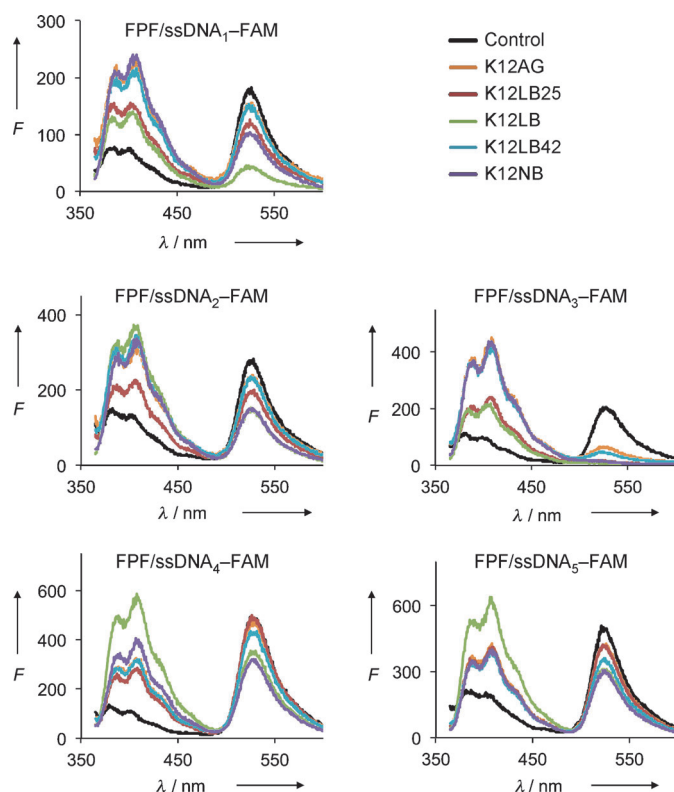 FPF/ssDNA₁–FAM
300
200
100
0
F
350 450 550
λ / nm
Control
K12AG
K12LB25
K12LB
K12LB42
K12NB
FPF/ssDNA₂–FAM
400
200
0
F
350 450 550
λ / nm
FPF/ssDNA₃–FAM
400
200
0
F
350 450 550
λ / nm
FPF/ssDNA₄–FAM
600
400
200
0
F
350 450 550
λ / nm
FPF/ssDNA₅–FAM
600
300
0
F
350 450 550
λ / nm